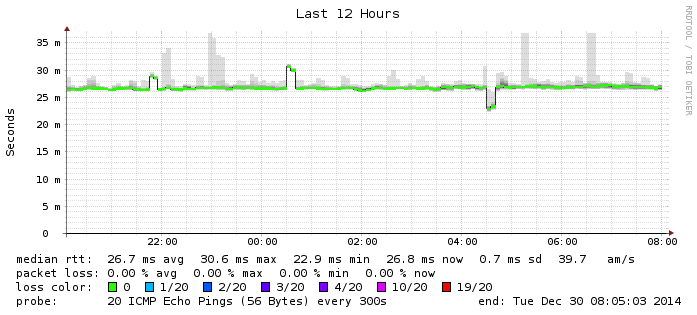 Last 12 Hours
RRDTOOL / TOBI OETIKER
Seconds
35 m
30 m
25 m
20 m
15 m
10 m
5 m
0
22:00 00:00 02:00 04:00 06:00 08:00
median rtt: 26.7 ms avg 30.6 ms max 22.9 ms min 26.8 ms now 0.7 ms sd 39.7 am/s
packet loss: 0.00 % avg 0.00 % max 0.00 % min 0.00 % now
loss color: 0 1/20 2/20 3/20 4/20 10/20 19/20
probe: 20 ICMP Echo Pings (56 Bytes) every 300s end: Tue Dec 30 08:05:03 2014